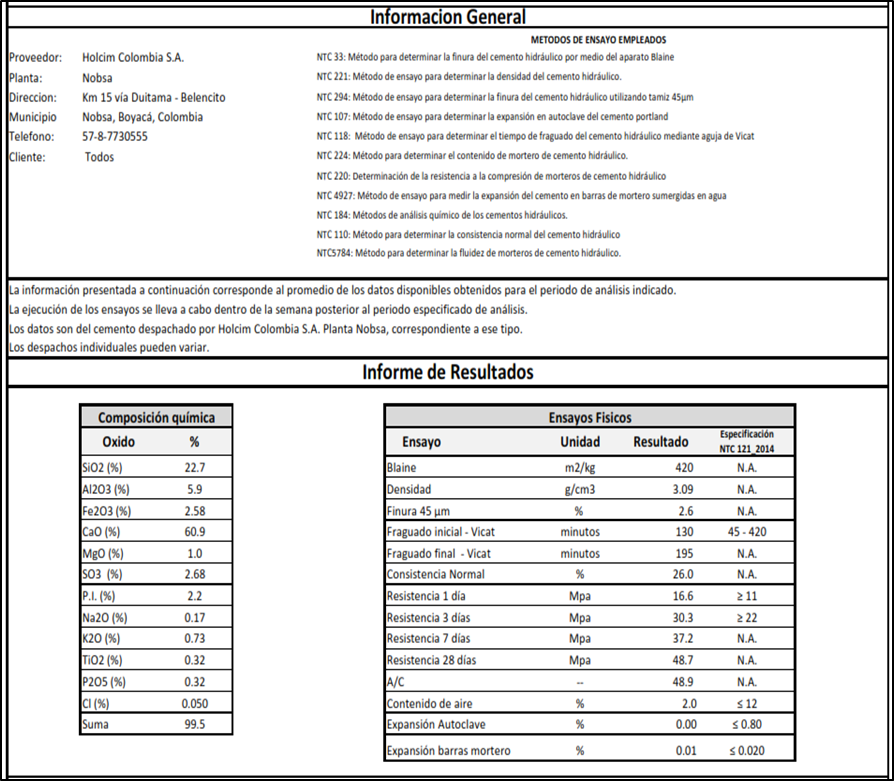 Informacion General
METODOS DE ENSAYO EMPLEADOS
Proveedor: Holcim Colombia S.A.
Planta: Nobsa
Direccion: Km 15 vía Duitama - Belencito
Municipio Nobsa, Boyacá, Colombia
Telefono: 57-8-7730555
Cliente: Todos
NTC 33: Método para determinar la finura del cemento hidráulico por medio del aparato Blaine
NTC 221: Método de ensayo para determinar la densidad del cemento hidráulico.
NTC 294: Método para determinar la finura del cemento hidráulico utilizando tamiz 45µm
NTC 107: Método de ensayo para determinar la expansión en autoclave del cemento portland
NTC 118: Método de ensayo para determinar el tiempo de fraguado del cemento hidráulico mediante aguja de Vicat
NTC 224: Método para determinar el contenido de mortero de cemento hidráulico.
NTC 220: Determinación de la resistencia a la compresión de morteros de cemento hidráulico
NTC 4927: Método de ensayo para medir la expansión del cemento en barras de mortero sumergidas en agua
NTC 184: Métodos de análisis químico de los cementos hidráulicos.
NTC 110: Método para determinar la consistencia normal del cemento hidráulico
NTC5784: Método para determinar la fluidez de morteros de cemento hidráulico.
La información presentada a continuación corresponde al promedio de los datos disponibles obtenidos para el periodo de análisis indicado.
La ejecución de los ensayos se lleva a cabo dentro de la semana posterior al periodo especificado de análisis.
Los datos son del cemento despachado por Holcim Colombia S.A. Planta Nobsa, correspondiente a ese tipo.
Los despachos individuales pueden variar.
Informe de Resultados
Composición química
Oxido %
SiO2 (%) 22.7
Al2O3 (%) 5.9
Fe2O3 (%) 2.58
CaO (%) 60.9
MgO (%) 1.0
SO3 (%) 2.68
P.I. (%) 2.2
Na2O (%) 0.17
K2O (%) 0.73
TiO2 (%) 0.32
P2O5 (%) 0.32
Cl (%) 0.050
Suma 99.5
Ensayos Fisicos
Ensayo Unidad Resultado Especificación NTC 121_2014
Blaine m2/kg 420 N.A.
Densidad g/cm3 3.09 N.A.
Finura 45 µm % 2.6 N.A.
Fraguado inicial - Vicat minutos 130 45 - 420
Fraguado final - Vicat minutos 195 N.A.
Consistencia Normal % 26.0 N.A.
Resistencia 1 día Mpa 16.6 ≥ 11
Resistencia 3 días Mpa 30.3 ≥ 22
Resistencia 7 días Mpa 37.2 N.A.
Resistencia 28 días Mpa 48.7 N.A.
A/C -- 48.9 N.A.
Contenido de aire % 2.0 ≤ 12
Expansión Autoclave % 0.00 ≤ 0.80
Expansión barras mortero % 0.01 ≤ 0.020